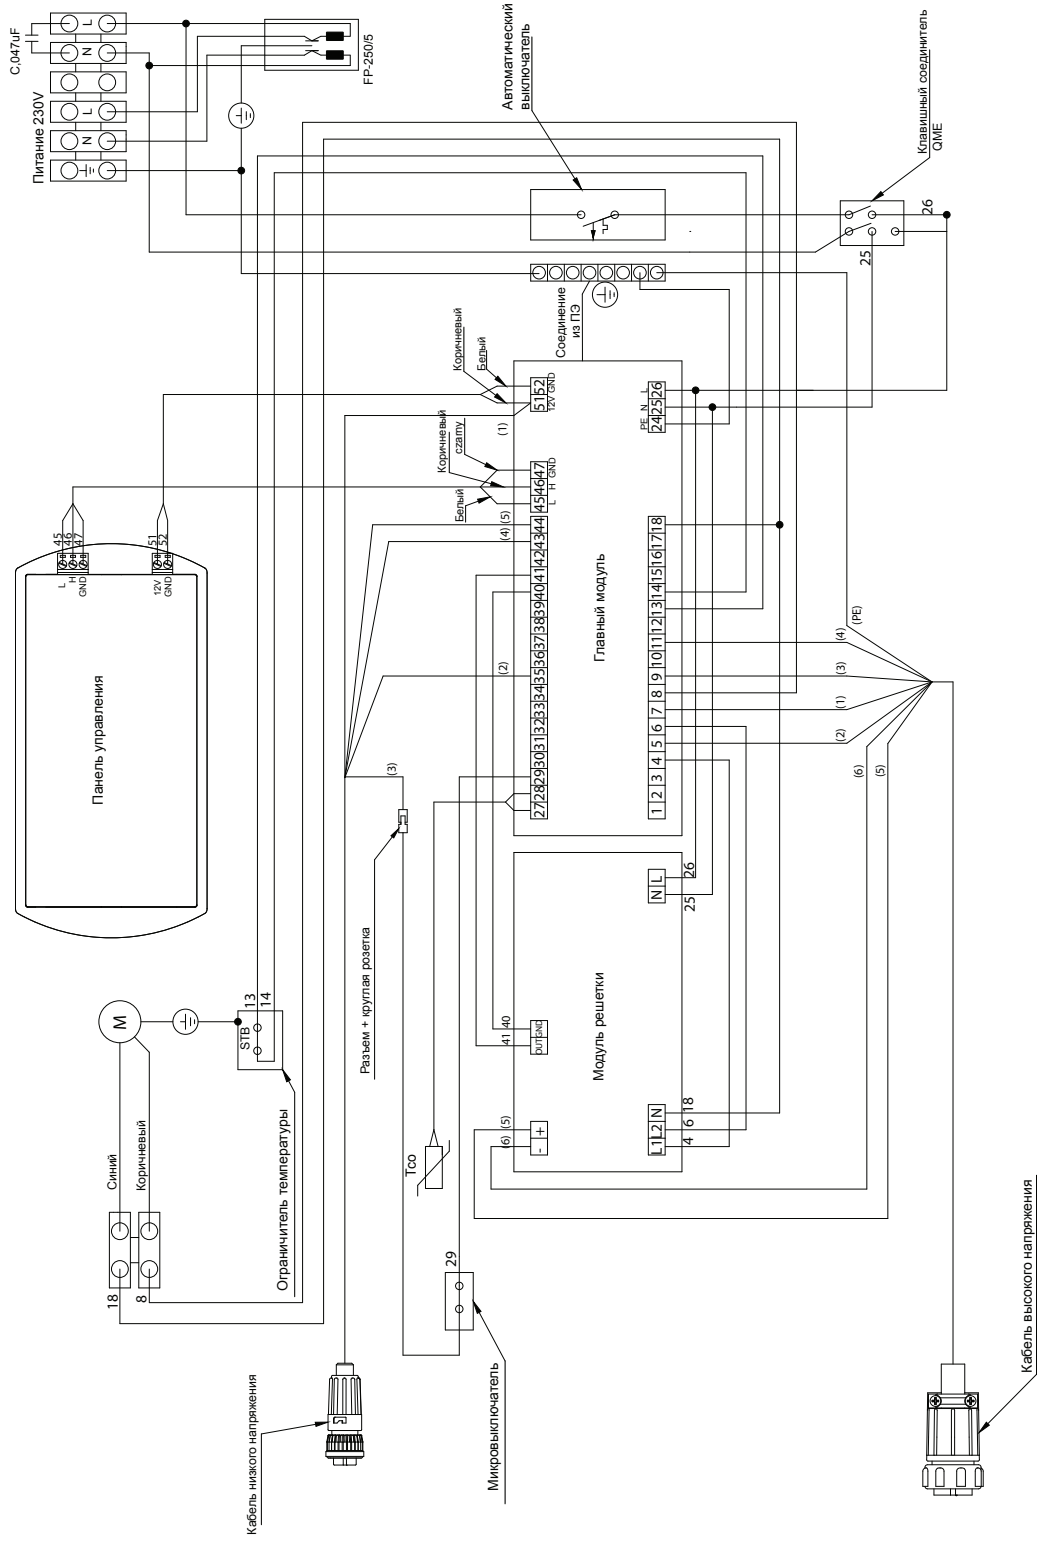 C,047uF
L
N
Питание 230V
L
N
FP-250/5
Автоматический
выключатель
Клавишный соединитель
QME
26
25
Соединение
из ПЭ
Коричневый
Белый
51 52
12V GND
(1)
Коричневый
czarny
Белый
45 46 47
L H GND
PE N L
24 25 26
45
46
47
L
H
GND
51
52
12V
GND
Панель управления
(5)
(4)
(2)
(3)
27 28 29 30 31 32 33 34 35 36 37 38 39 40 41 42 43 44
Главный модуль
1 2 3 4 5 6 7 8 9 10 11 12 13 14 15 16 17 18
(PE)
(4)
(3)
(1)
(2)
(6)
(5)
Разъем + круглая розетка
N L
25
26
Модуль решетки
41 40
OUT GND
(6) (5)
- +
L1 L2 N
4 6 18
M
STB
13
14
Синий
Коричневый
Ограничитель температуры
18
8
Tco
29
Микровыключатель
Кабель низкого напряжения
Кабель высокого напряжения